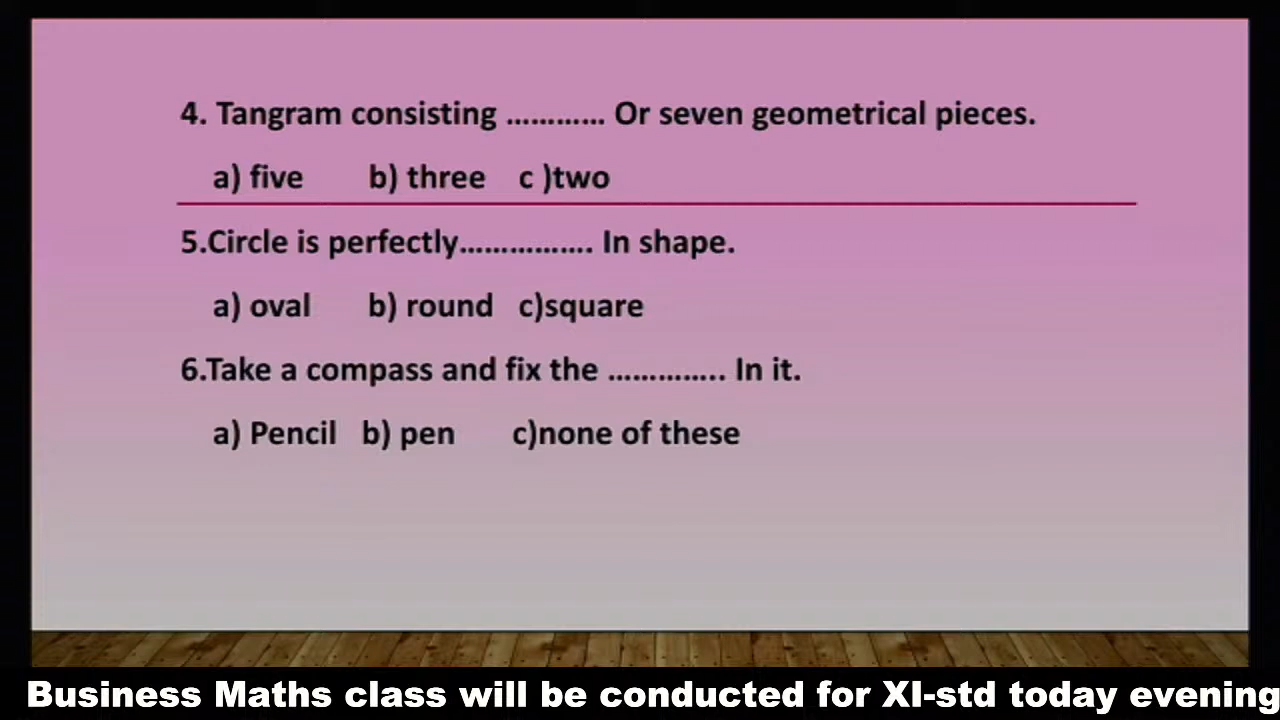 4. Tangram consisting ………… Or seven geometrical pieces.
a) five b) three c )two
5.Circle is perfectly……………. In shape.
a) oval b) round c)square
6.Take a compass and fix the ………….. In it.
a) Pencil b) pen c)none of these
Business Maths class will be conducted for XI-std today evening